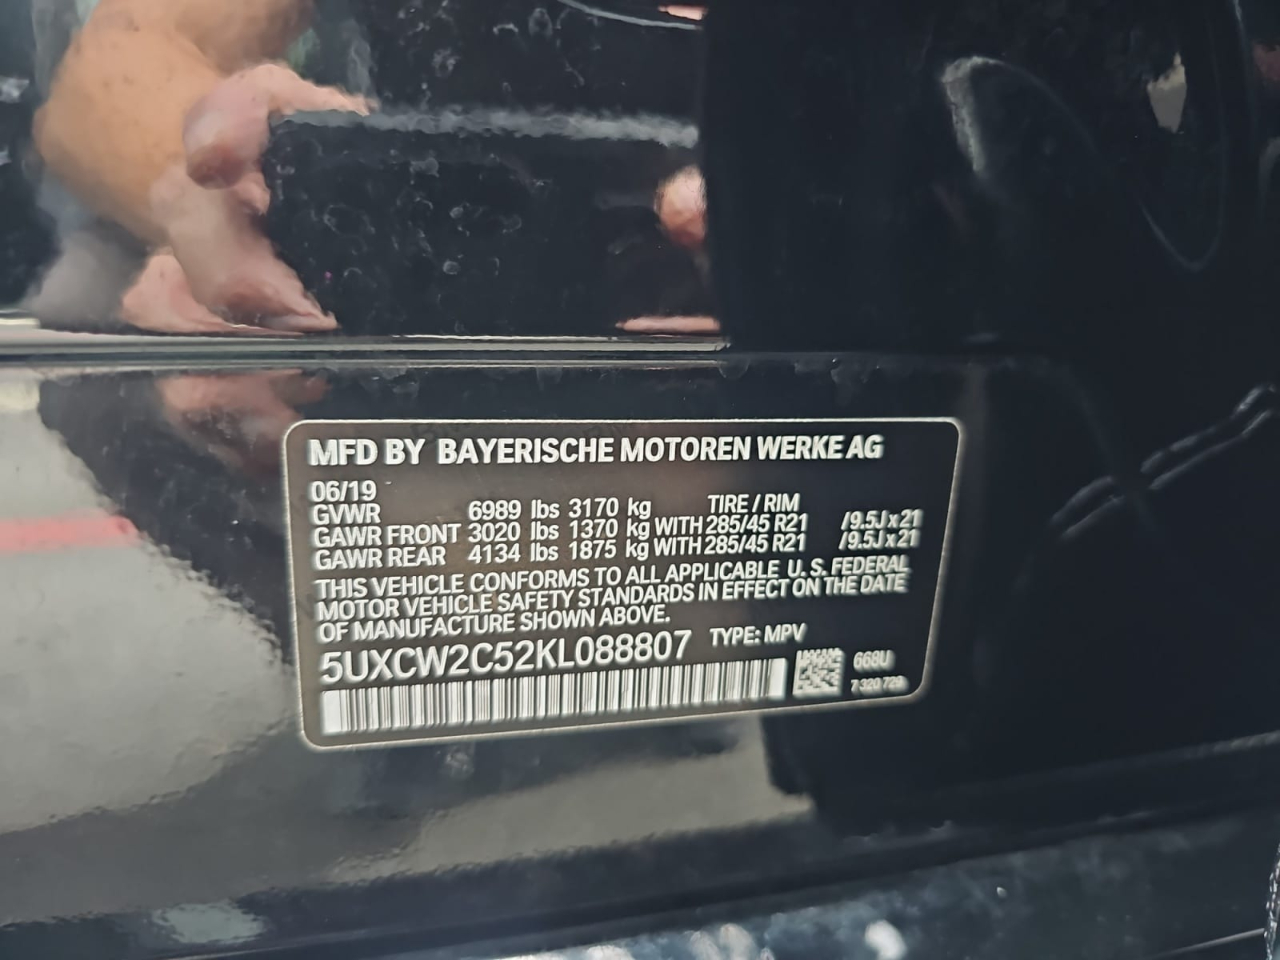 MFD BY BAYERISCHE MOTOREN WERKE AG
06/19
GVWR 6989 lbs 3170 kg TIRE / RIM
GAWR FRONT 3020 lbs 1370 kg WITH 285/45 R21 /9.5J x 21
GAWR REAR 4134 lbs 1875 kg WITH 285/45 R21 /9.5J x 21
THIS VEHICLE CONFORMS TO ALL APPLICABLE U. S. FEDERAL
MOTOR VEHICLE SAFETY STANDARDS IN EFFECT ON THE DATE
OF MANUFACTURE SHOWN ABOVE.
5UXCW2C52KL088807 TYPE: MPV
668U
7 320 729